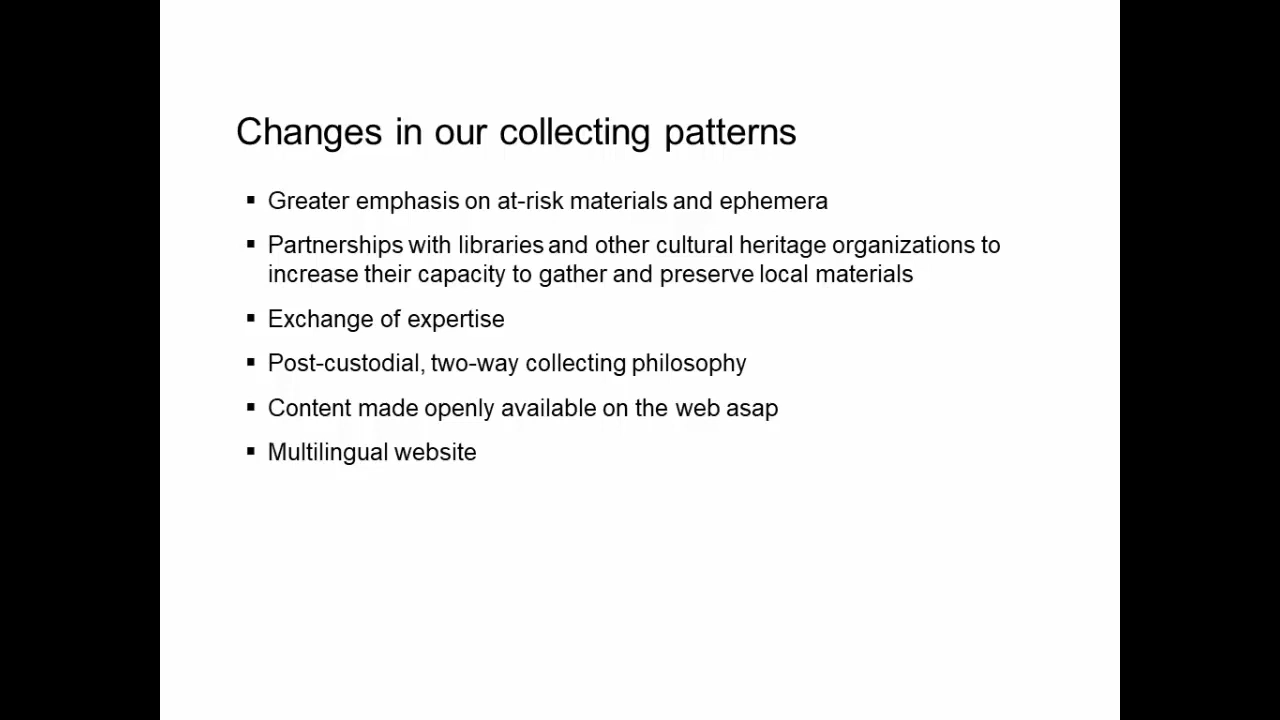 Changes in our collecting patterns
▪ Greater emphasis on at-risk materials and ephemera
▪ Partnerships with libraries and other cultural heritage organizations to
increase their capacity to gather and preserve local materials
▪ Exchange of expertise
▪ Post-custodial, two-way collecting philosophy
▪ Content made openly available on the web asap
▪ Multilingual website